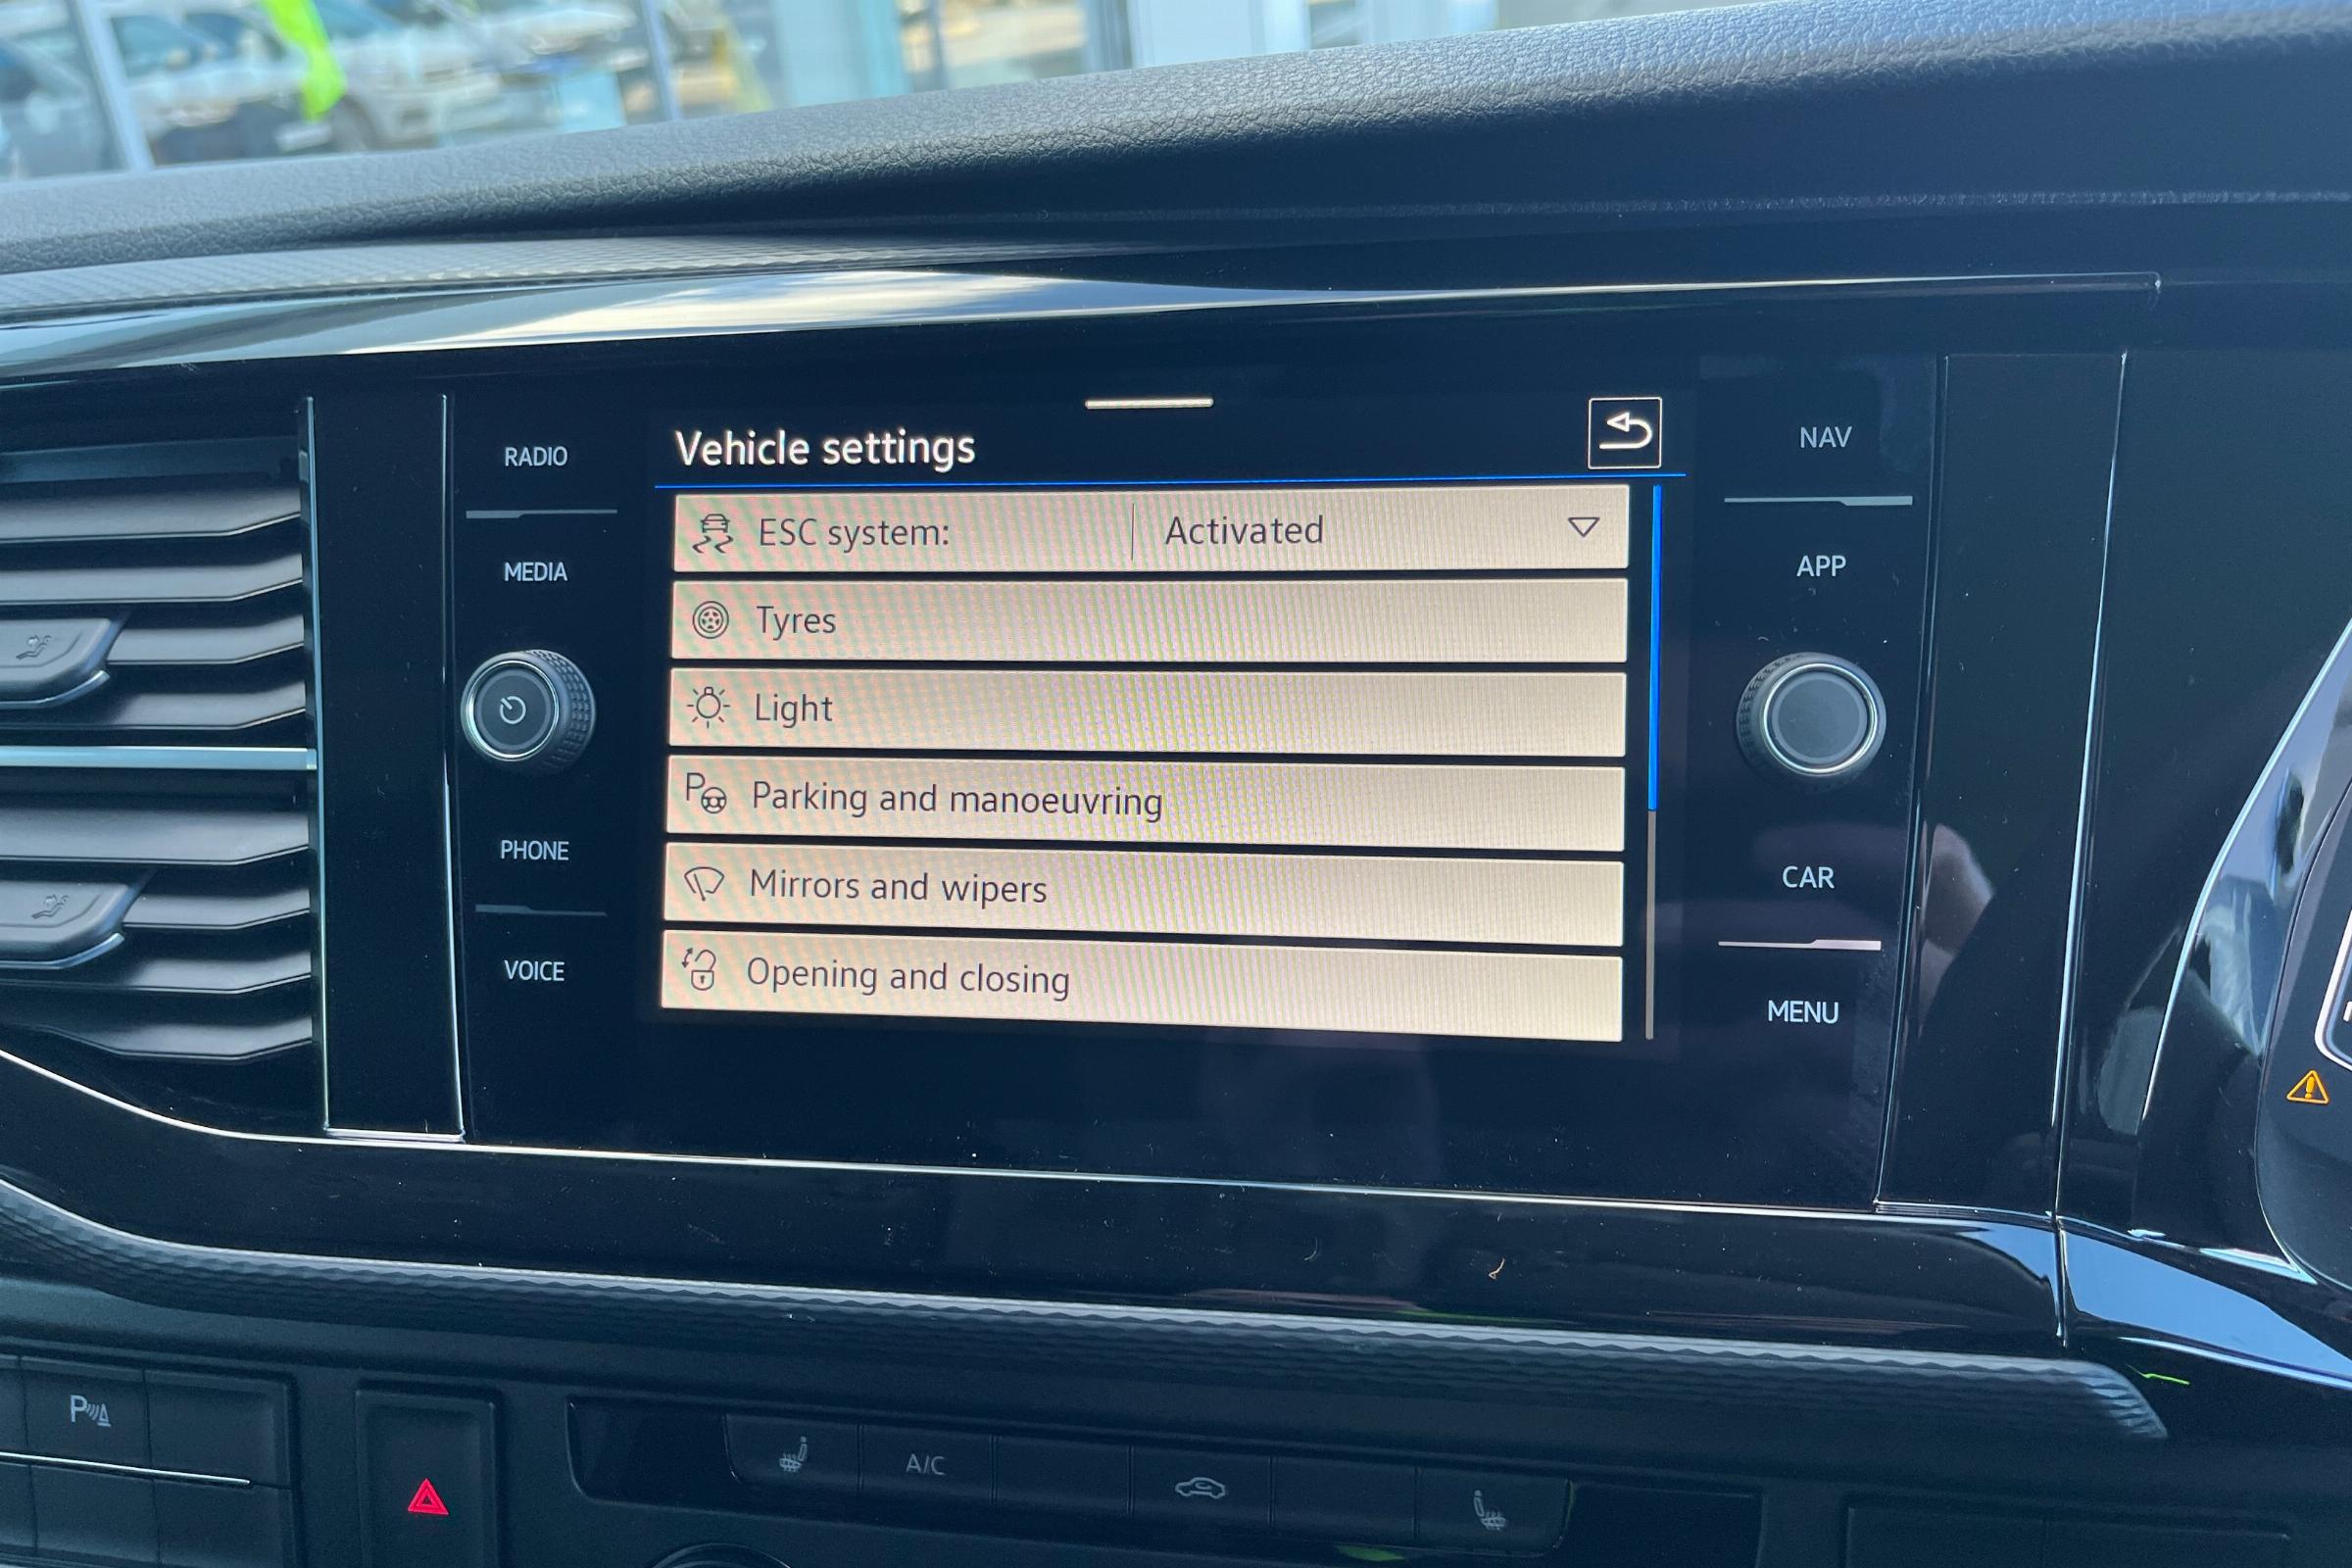 RADIO
MEDIA
PHONE
VOICE
Vehicle settings
ESC system: Activated
Tyres
Light
Parking and manoeuvring
Mirrors and wipers
Opening and closing
NAV
APP
CAR
MENU
P
A/C